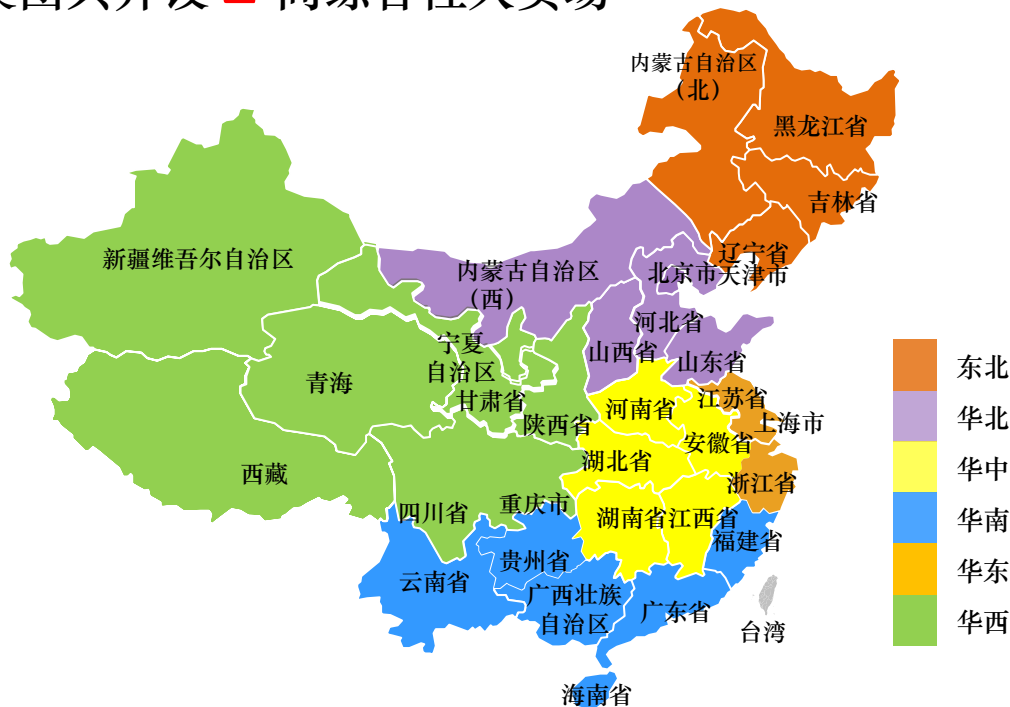 内蒙古自治区
（北）
黑龙江省
吉林省
辽宁省
新疆维吾尔自治区
内蒙古自治区
（西）
北京市
天津市
河北省
宁夏
自治区
山西省
山东省
青海
甘肃省
陕西省
河南省
江苏省
上海市
安徽省
湖北省
西藏
浙江省
四川省
重庆市
湖南省
江西省
福建省
贵州省
云南省
广西壮族
自治区
广东省
台湾
海南省
东北
华北
华中
华南
华东
华西